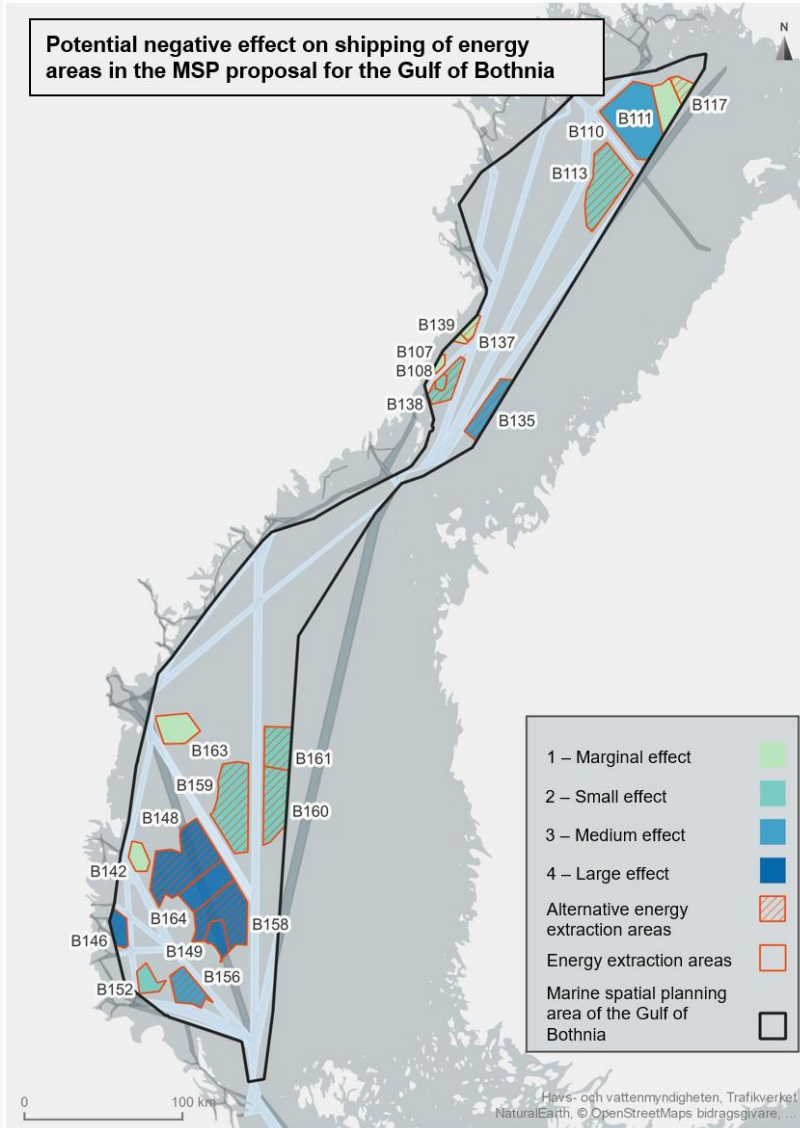 Potential negative effect on shipping of energy
areas in the MSP proposal for the Gulf of Bothnia
N
B117
B111
B110
B113
B139
B137
B107
B108
B138
B135
B163
B161
B159
B160
B148
B142
B164
B158
B146
B149
B156
B152
1 – Marginal effect
2 – Small effect
3 – Medium effect
4 – Large effect
Alternative energy
extraction areas
Energy extraction areas
Marine spatial planning
area of the Gulf of
Bothnia
0
100 km
Havs- och vattenmyndigheten, Trafikverket
NaturalEarth, © OpenStreetMaps bidragsgivare, ...